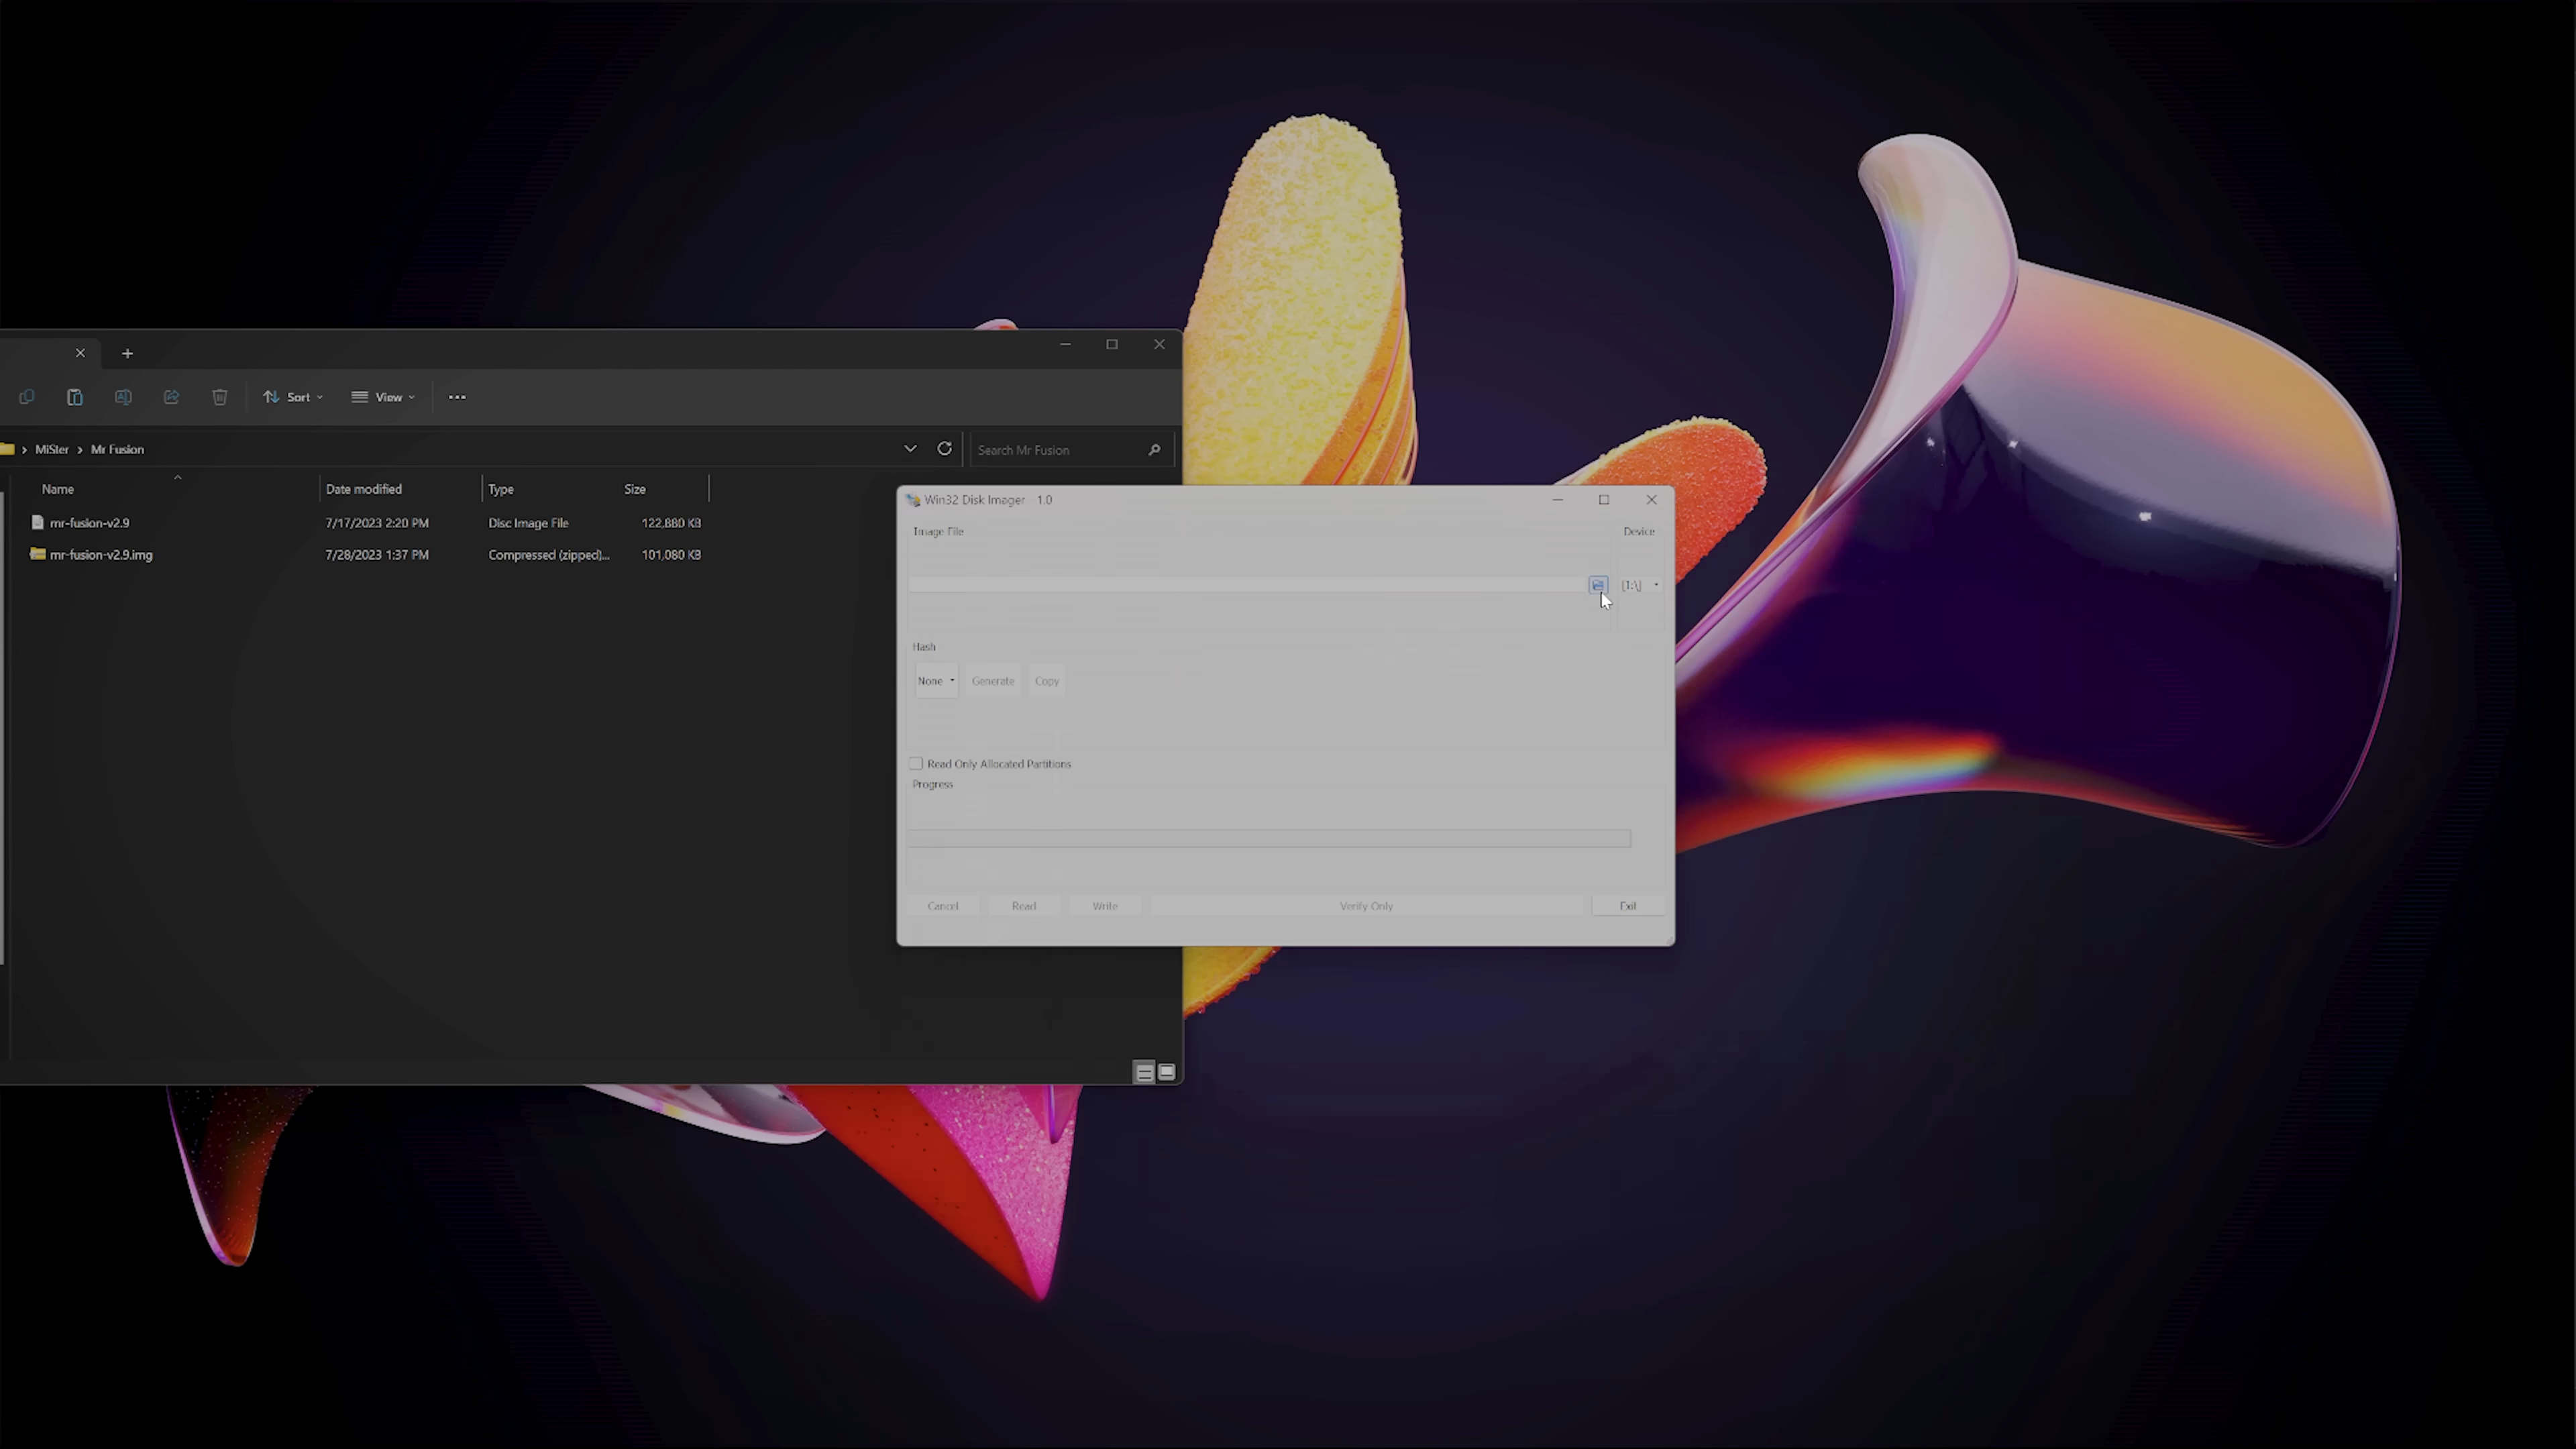 Sort
View
MiSter > Mr Fusion
Search Mr Fusion
Name Date modified Type Size
mr-fusion-v2.9 7/17/2023 2:20 PM Disc Image File 122,880 KB
mr-fusion-v2.9.img 7/28/2023 1:37 PM Compressed (zipped)... 101,080 KB
Win32 Disk Imager 1.0
Image File Device
[I:\]
Hash
None Generate Copy
Read Only Allocated Partitions
Progress
Cancel Read Write Verify Only Exit